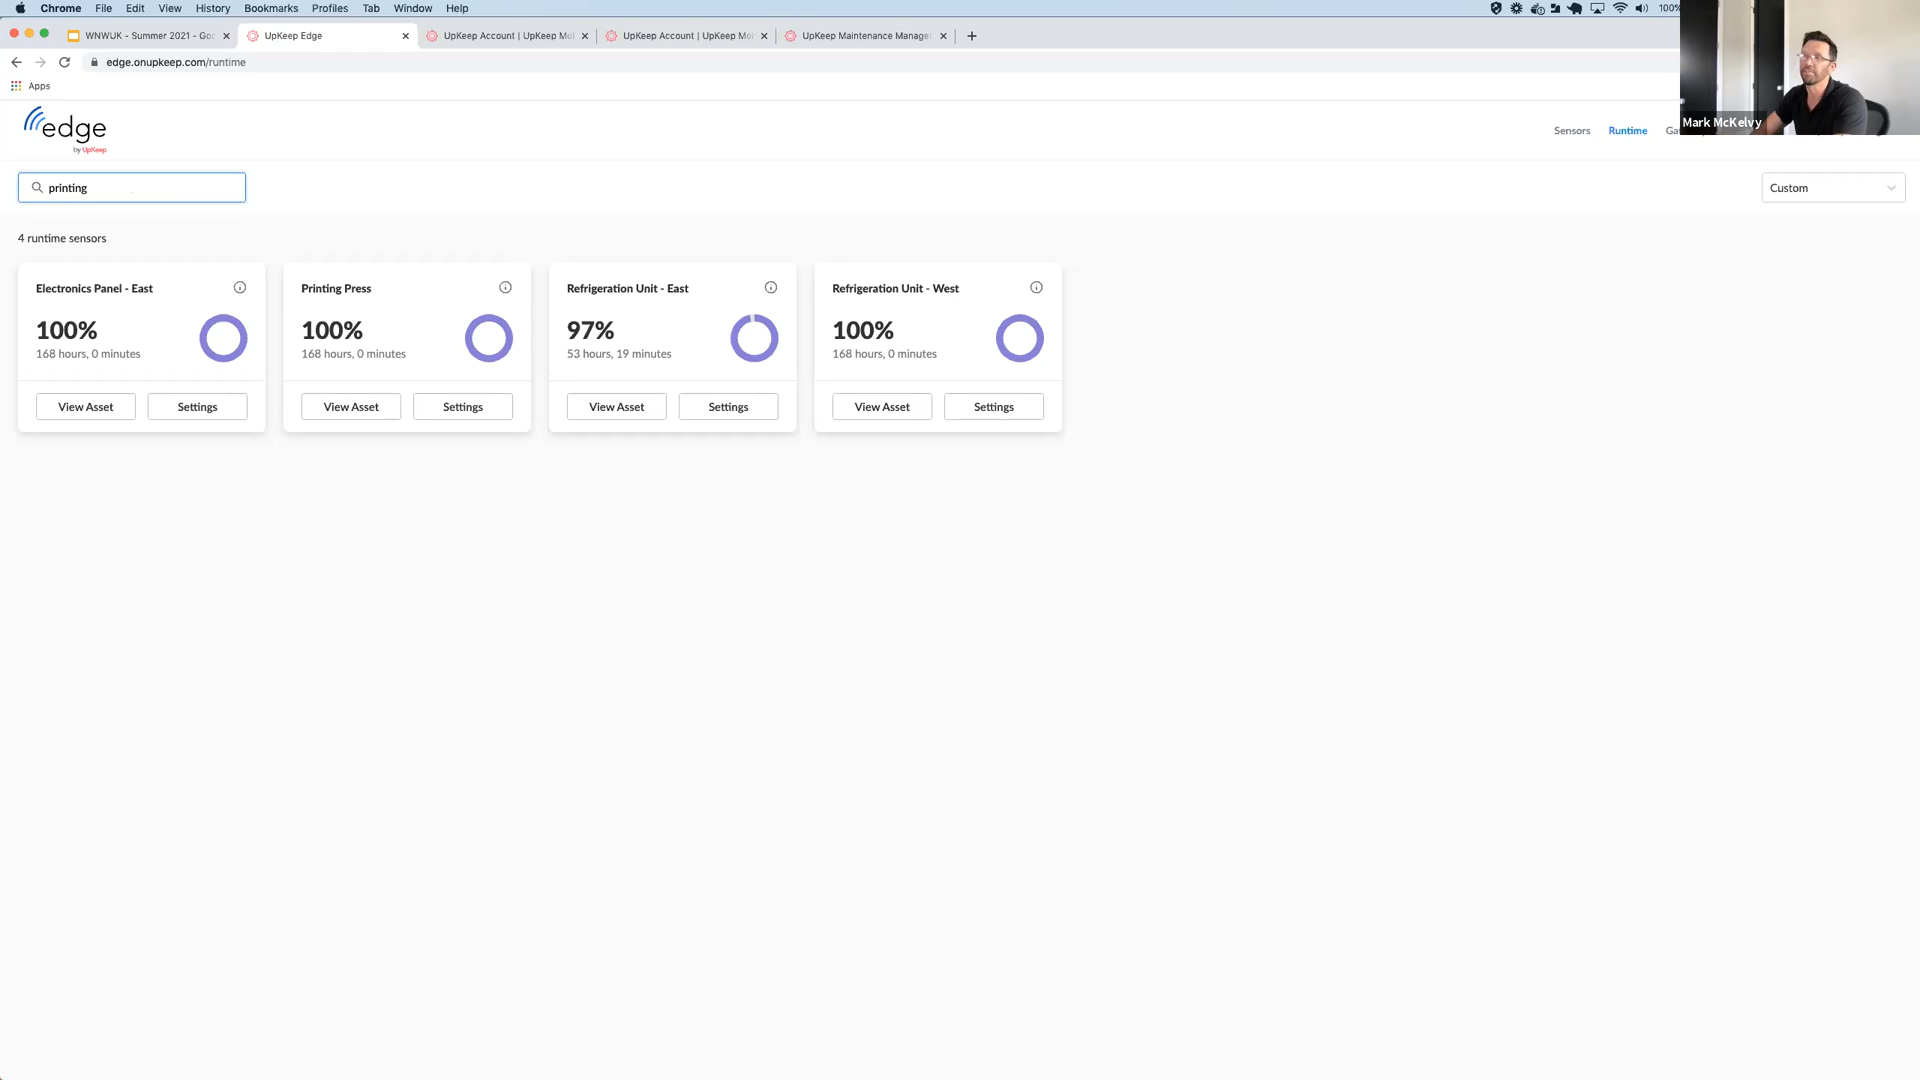 Chrome File Edit View History Bookmarks Profiles Tab Window Help 100%
WNWUK - Summer 2021 - Goo UpKeep Edge UpKeep Account | UpKeep Mo UpKeep Account | UpKeep Mo UpKeep Maintenance Manage
edge.onupkeep.com/runtime
Apps
edge
by UpKeep
Sensors Runtime Ga
Mark McKelvy
printing
Custom
4 runtime sensors
Electronics Panel - East
100%
168 hours, 0 minutes
View Asset Settings
Printing Press
100%
168 hours, 0 minutes
View Asset Settings
Refrigeration Unit - East
97%
53 hours, 19 minutes
View Asset Settings
Refrigeration Unit - West
100%
168 hours, 0 minutes
View Asset Settings